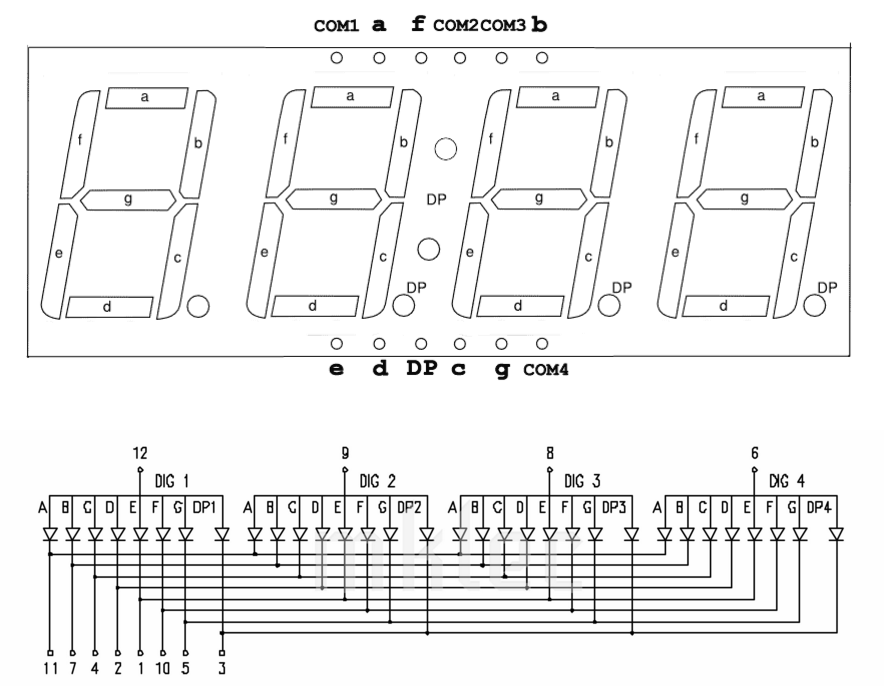 COM1 a f COM2 COM3 b
a a a a
f b f b f b f b
g g DP g g
e c e c e c e c
DP DP DP
d d d d
e d DP c g COM4
12 9 8 6
DIG 1 DIG 2 DIG 3 DIG 4
A B C D E F G DP1 A B C D E F G DP2 A B C D E F G DP3 A B C D E F G DP4
mklec
11 7 4 2 1 10 5 3